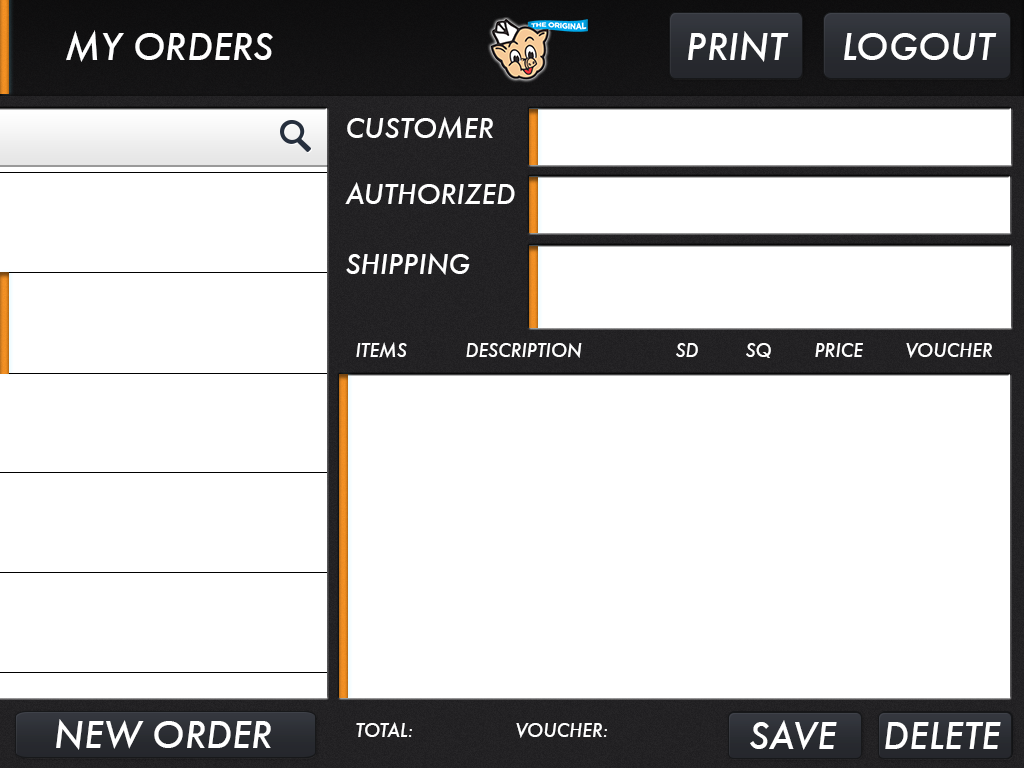 MY ORDERS
THE ORIGINAL
PRINT
LOGOUT
CUSTOMER
AUTHORIZED
SHIPPING
ITEMS DESCRIPTION SD SQ PRICE VOUCHER
NEW ORDER
TOTAL:
VOUCHER:
SAVE
DELETE